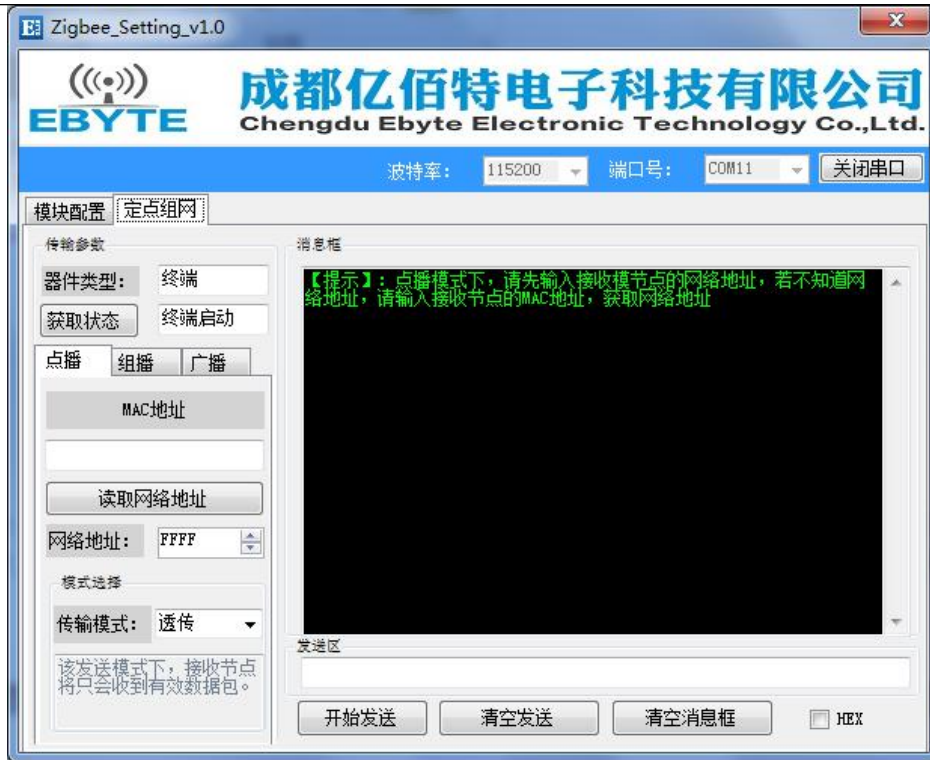 Zigbee_Setting_v1.0
EBYTE
成都亿佰特电子科技有限公司
Chengdu Ebyte Electronic Technology Co.,Ltd.
波特率： 115200 端口号： COM11 关闭串口
模块配置 定点组网
传输参数
器件类型： 终端
获取状态 终端启动
点播 组播 广播
MAC地址
读取网络地址
网络地址： FFFF
模式选择
传输模式： 透传
该发送模式下，接收节点
将只会收到有效数据包。
消息框
【提示】：点播模式下，请先输入接收模节点的网络地址，若不知道网
络地址，请输入接收节点的MAC地址，获取网络地址
发送区
开始发送 清空发送 清空消息框 HEX